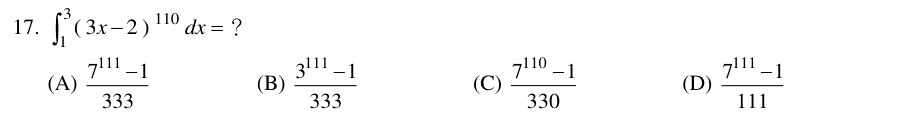 17. ∫₁³(3x−2)¹¹⁰ dx = ?
(A) (7¹¹¹−1)/333 (B) (3¹¹¹−1)/333 (C) (7¹¹⁰−1)/330 (D) (7¹¹¹−1)/111